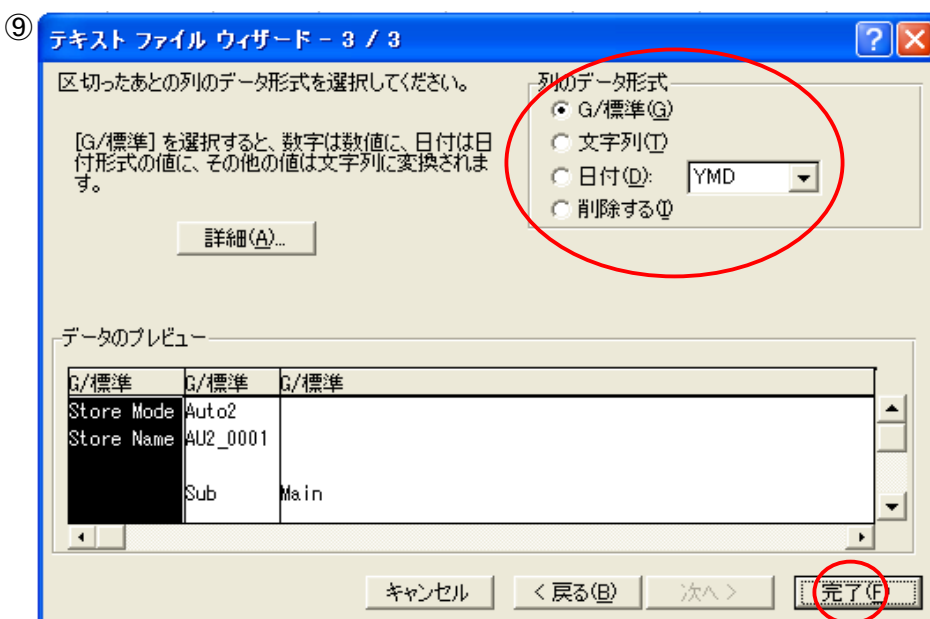 ⑨
テキスト ファイル ウィザード - 3 / 3
区切ったあとの列のデータ形式を選択してください。
[G/標準] を選択すると、数字は数値に、日付は日
付形式の値に、その他の値は文字列に変換されま
す。
詳細(A)...
列のデータ形式
G/標準(G)
文字列(T)
日付(D):
YMD
削除する(I)
データのプレビュー
G/標準 G/標準 G/標準
Store Mode Auto2
Store Name AU2_0001
Sub Main
キャンセル < 戻る(B) 次へ > 完了(F)